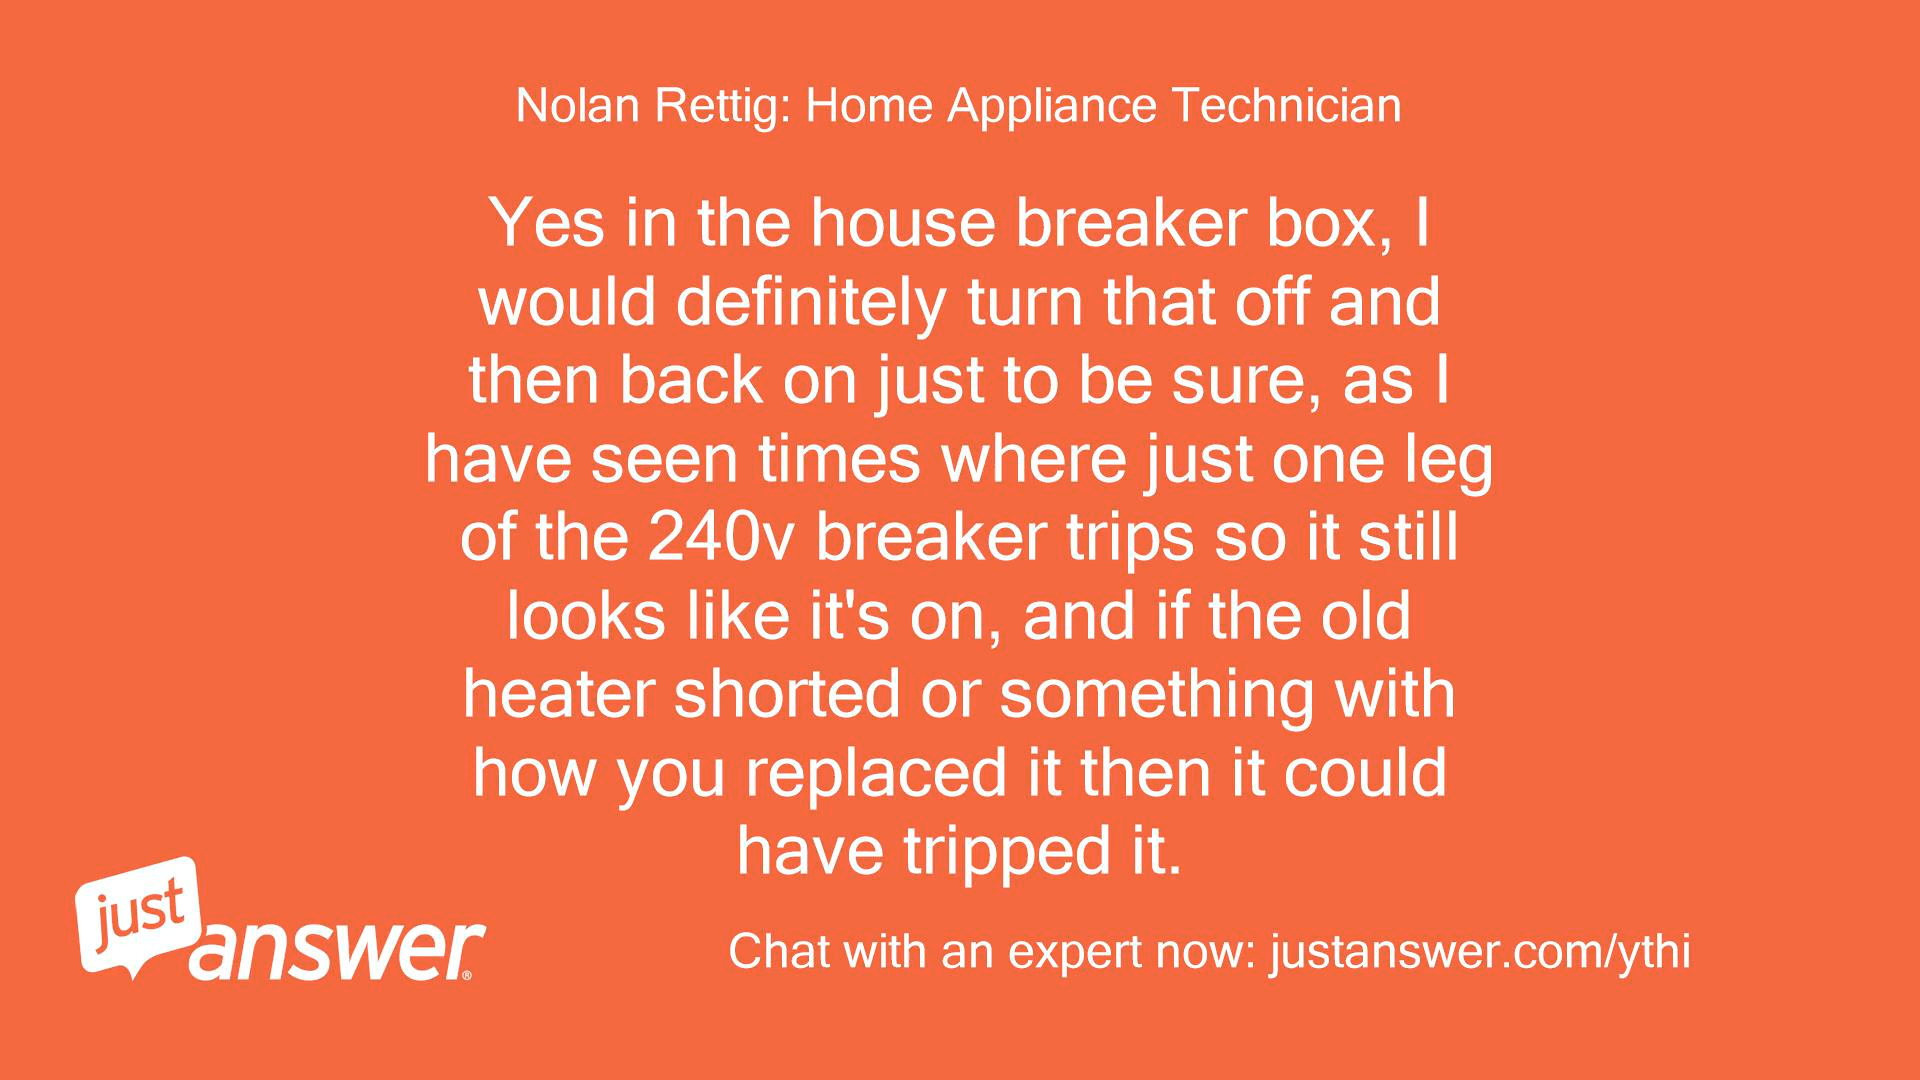 Nolan Rettig: Home Appliance Technician
Yes in the house breaker box, I
would definitely turn that off and
then back on just to be sure, as I
have seen times where just one leg
of the 240v breaker trips so it still
looks like it's on, and if the old
heater shorted or something with
how you replaced it then it could
have tripped it.
just
answer®
Chat with an expert now: justanswer.com/ythi